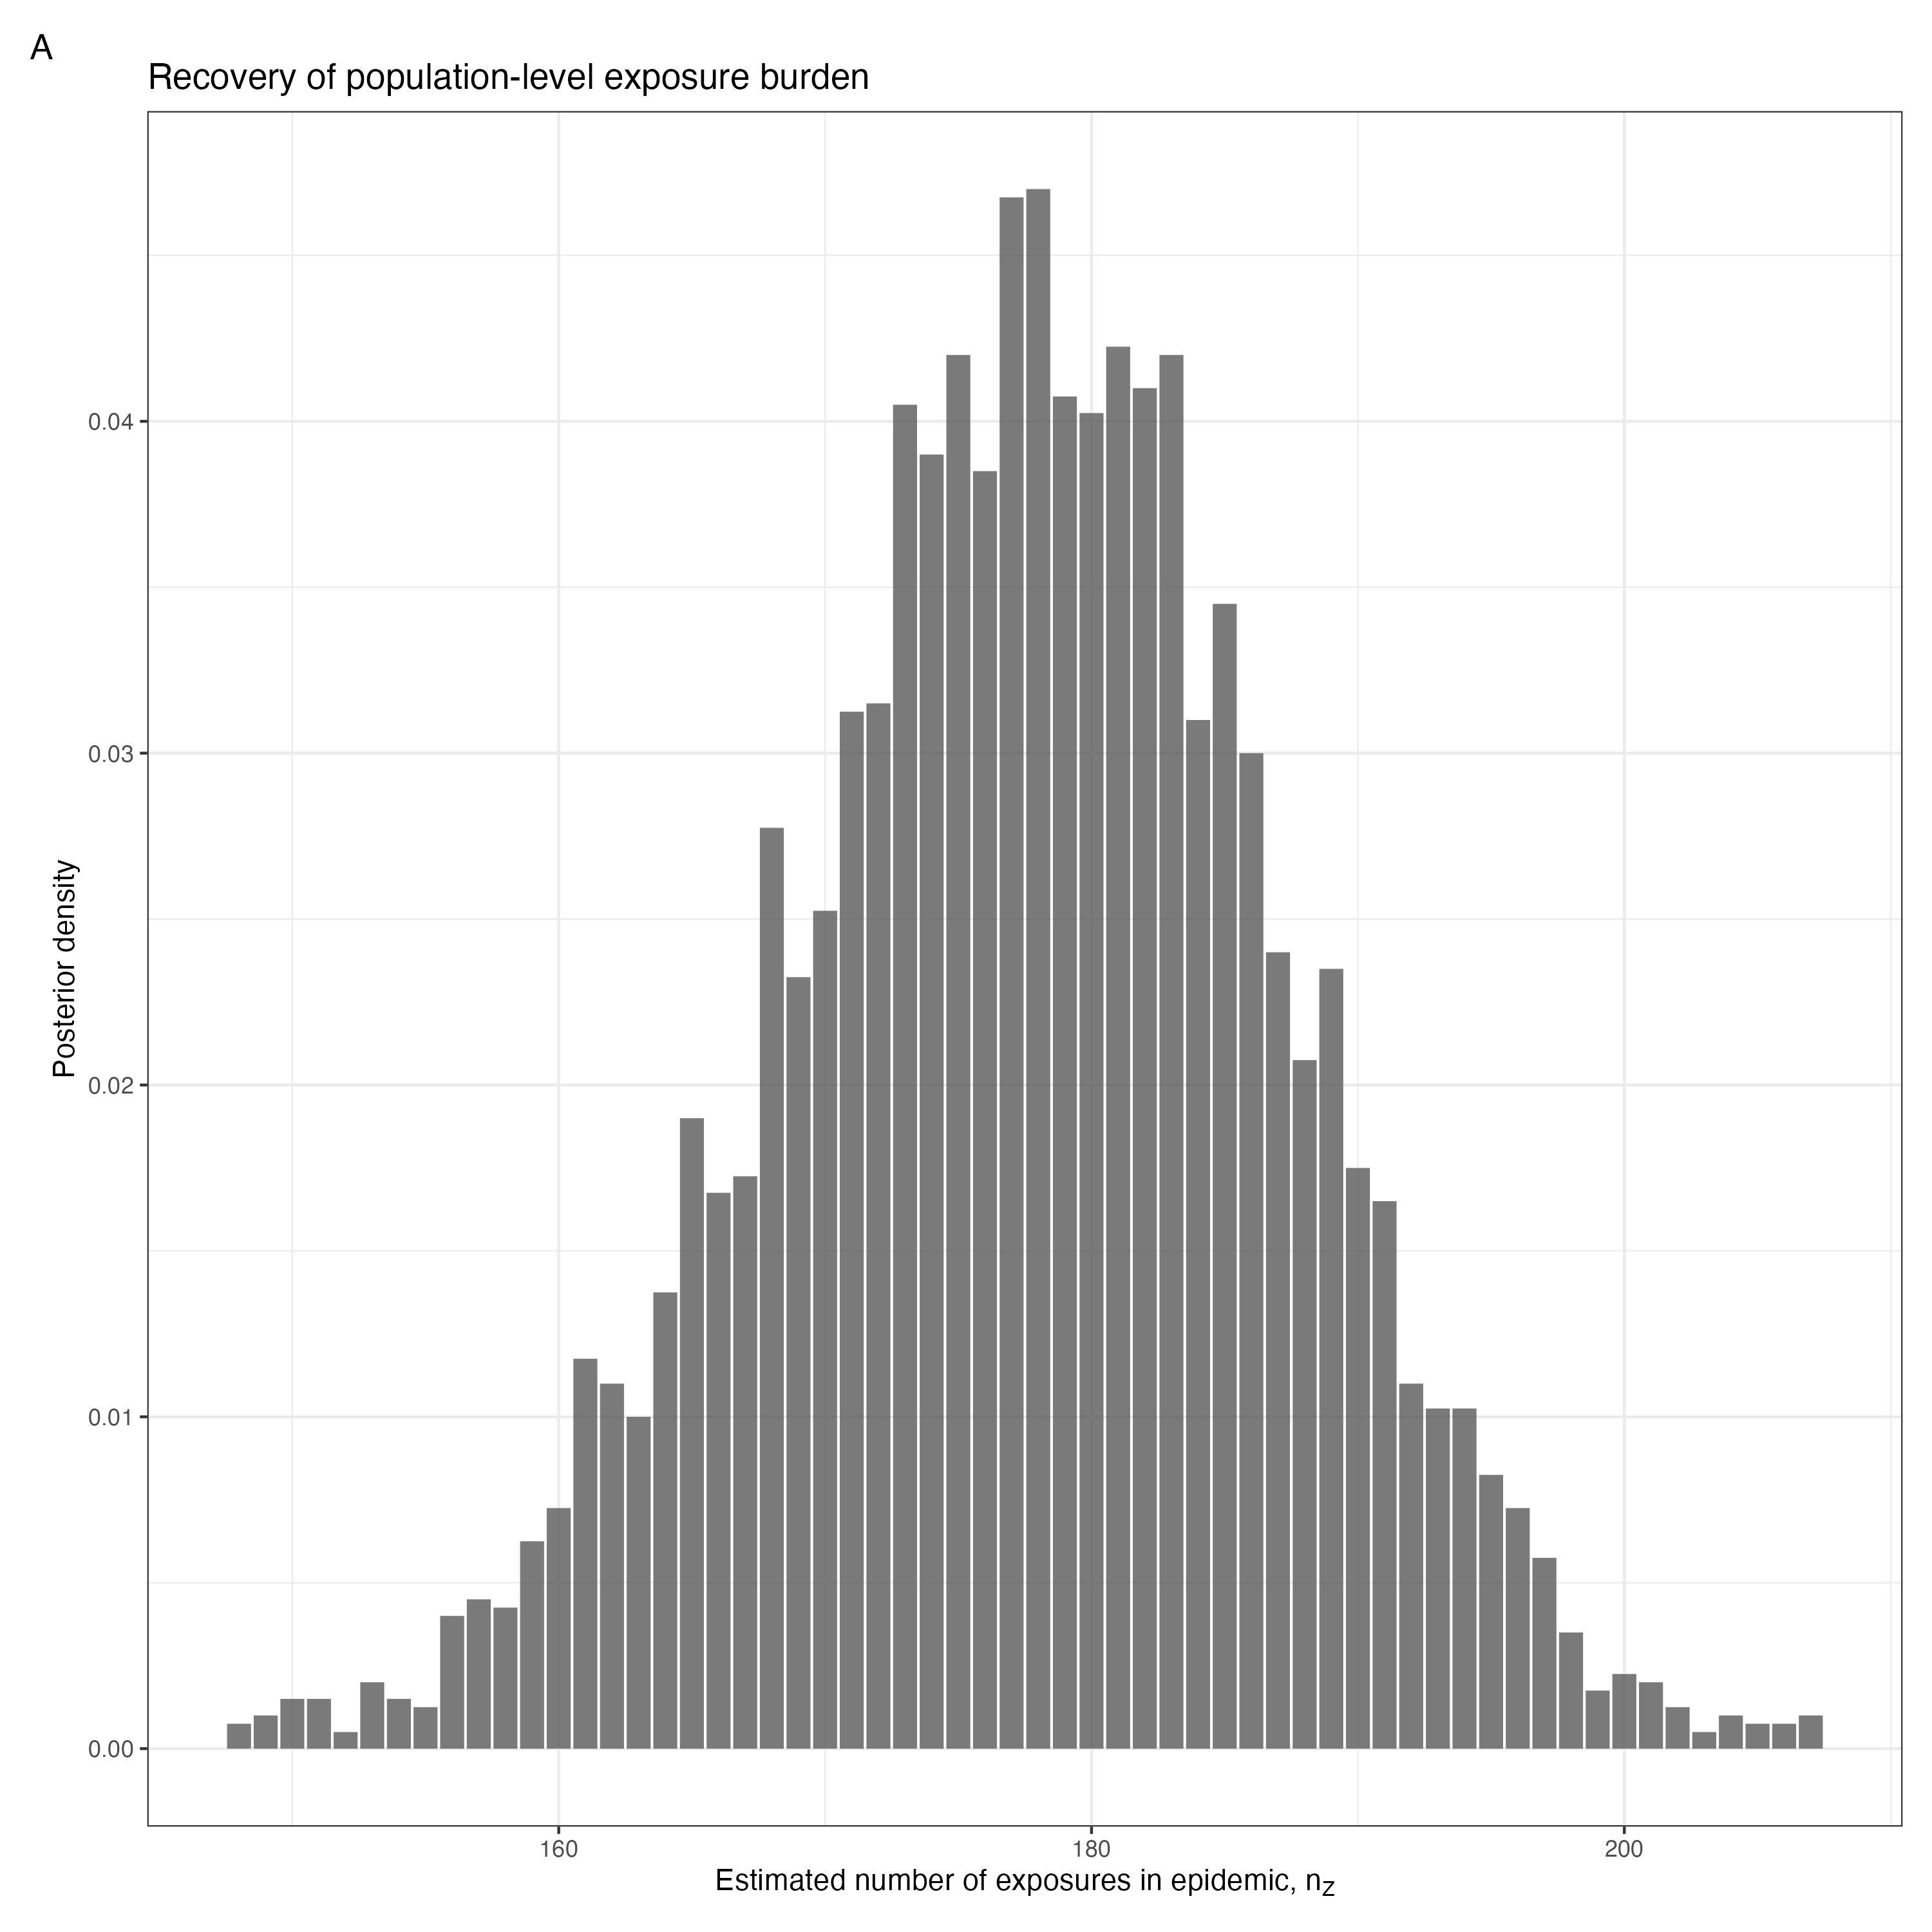 A
Recovery of population-level exposure burden
Posterior density
0.04
0.03
0.02
0.01
0.00
160 180 200
Estimated number of exposures in epidemic, nZ